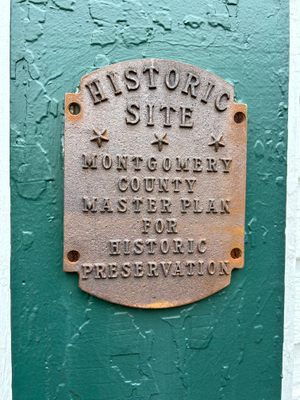 HISTORIC
SITE
MONTGOMERY
COUNTY
MASTER PLAN
FOR
HISTORIC
PRESERVATION